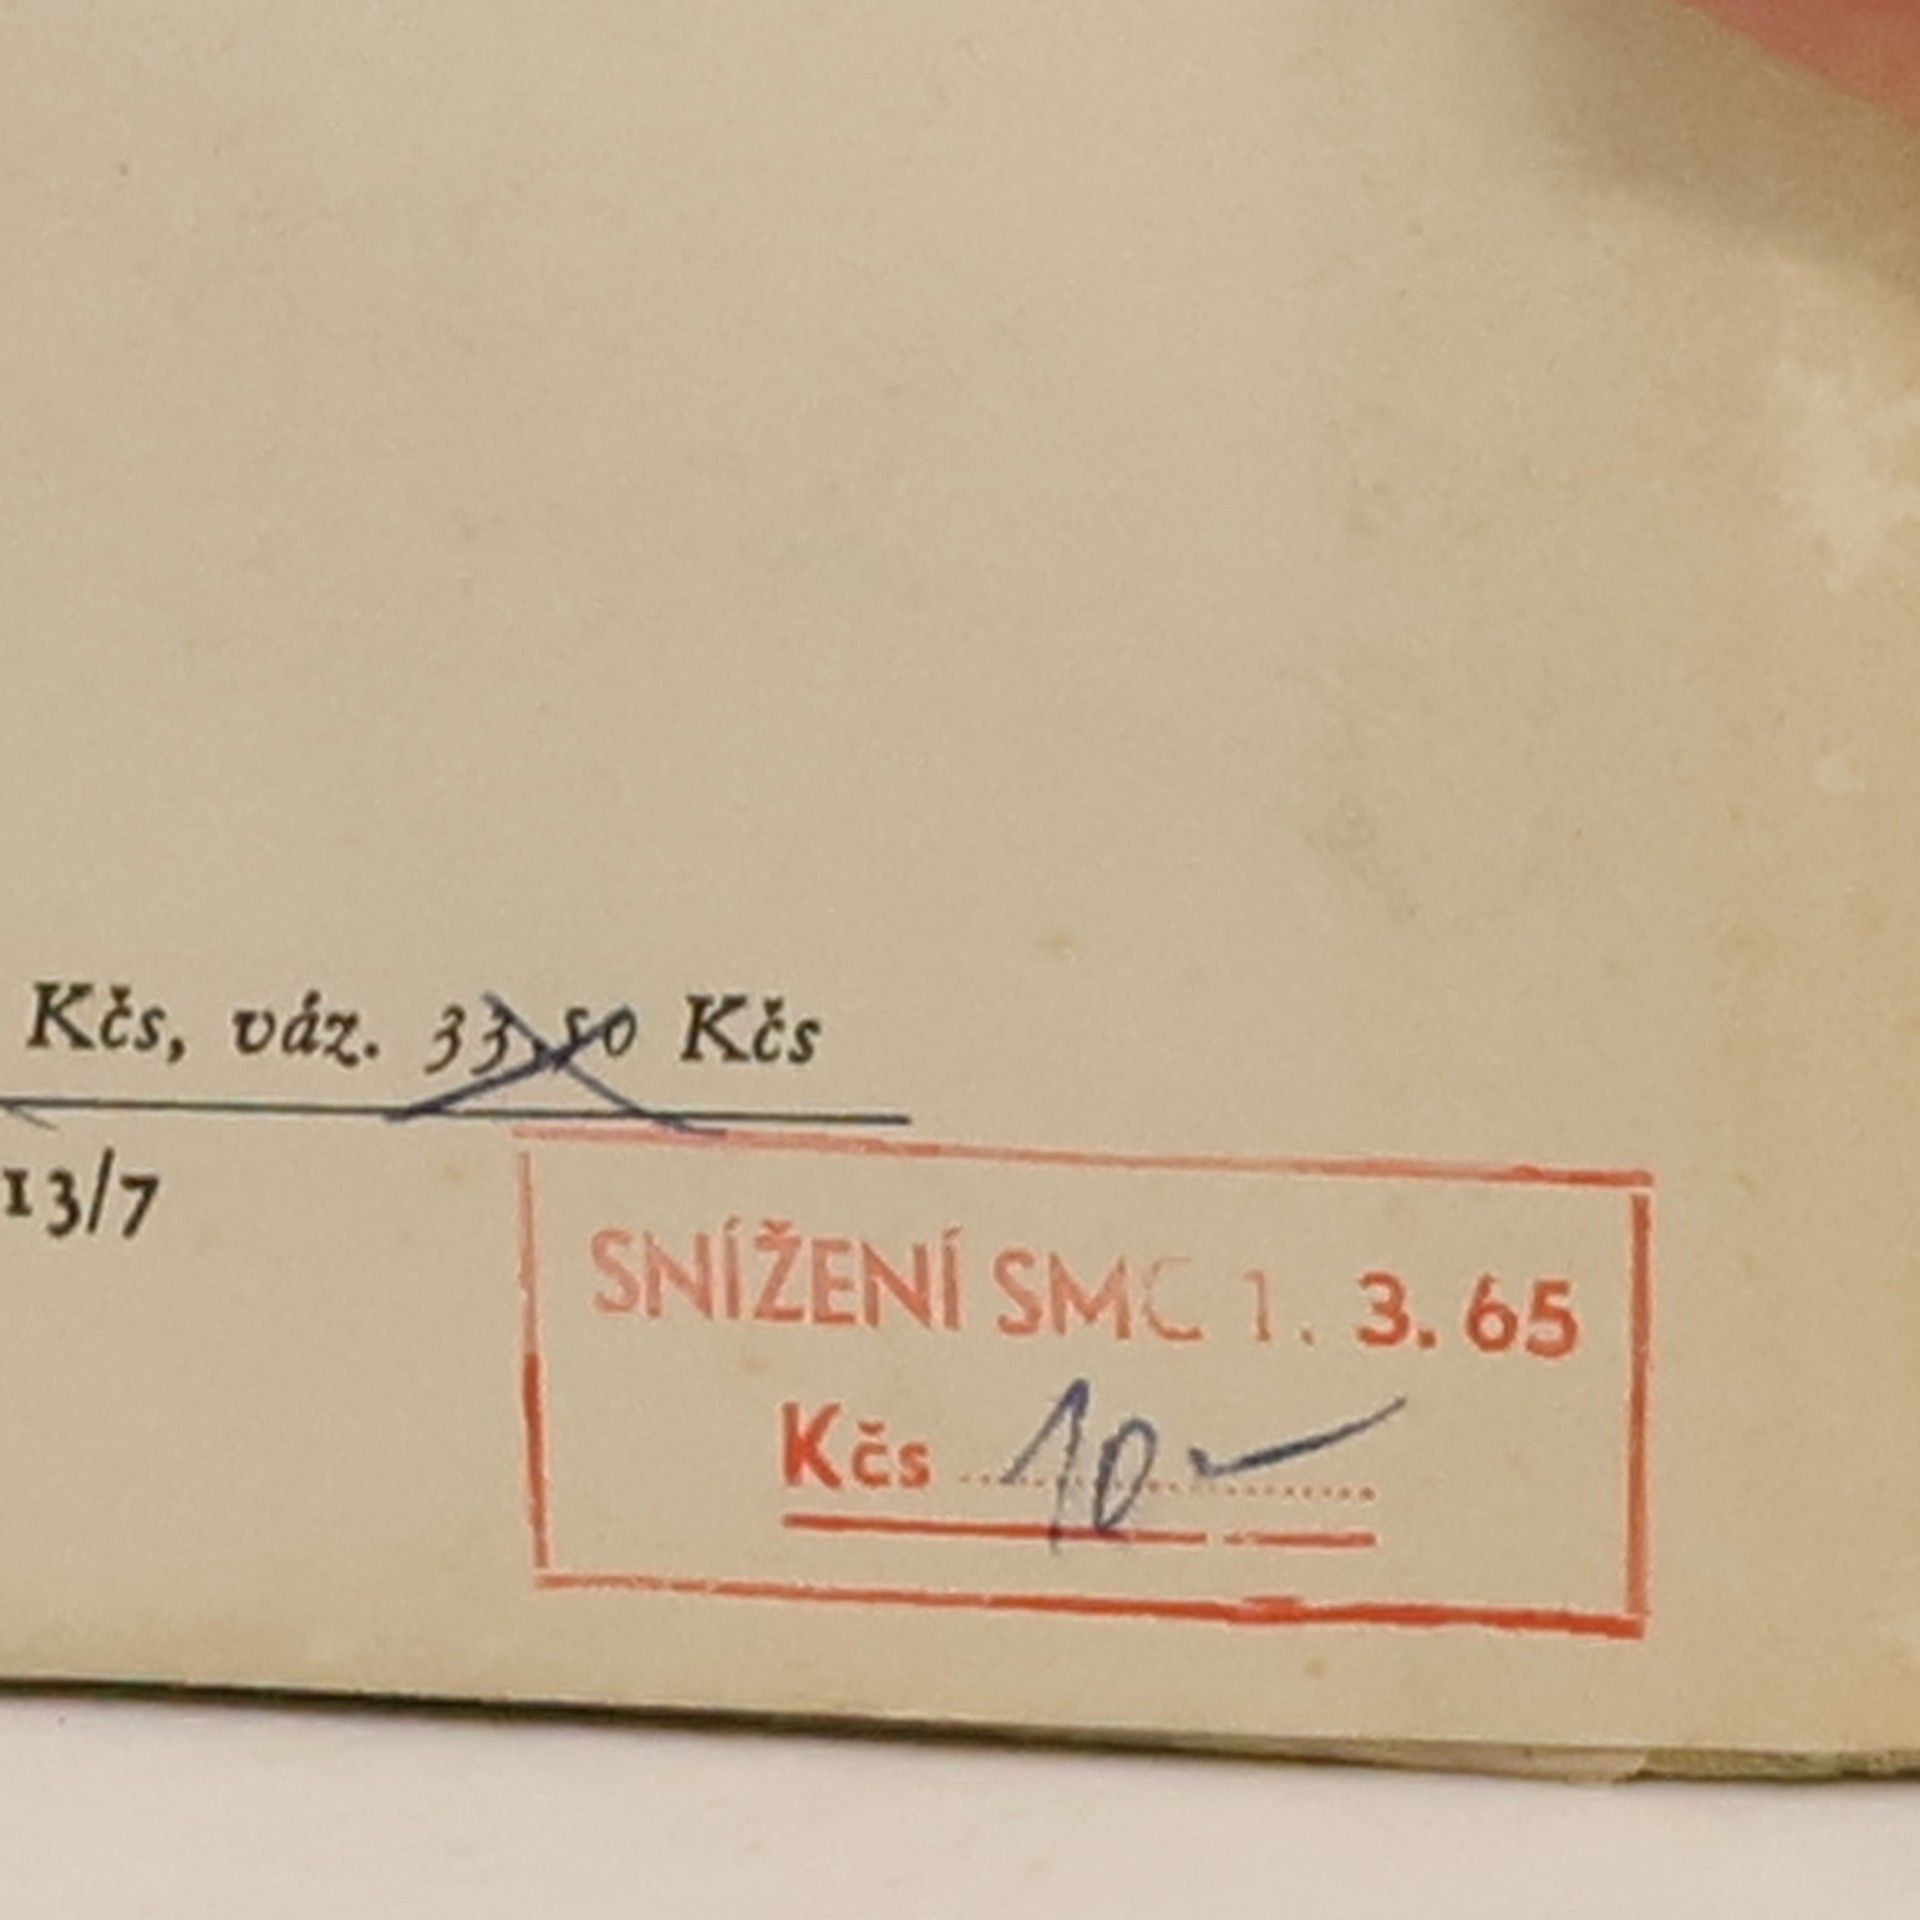 Kčs, váz. 33,50 Kčs
13/7
SNÍŽENÍ SMC 1. 3. 65
Kčs 10-